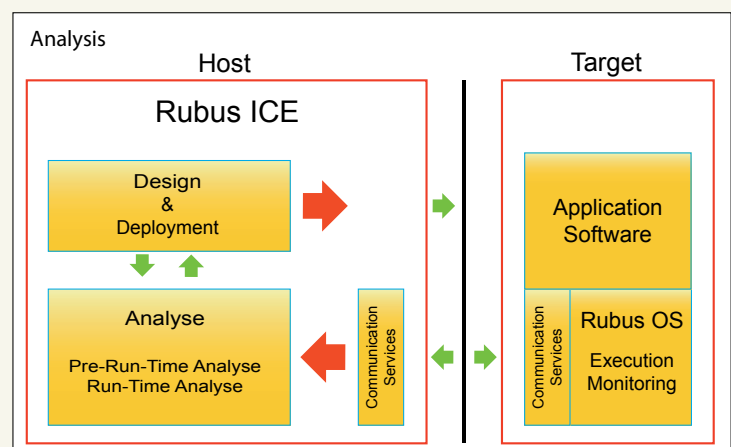 Analysis
Host
Target
Rubus ICE
Design
&
Deployment
Analyse
Pre-Run-Time Analyse
Run-Time Analyse
Communication
Services
Application
Software
Communication
Services
Rubus OS
Execution
Monitoring